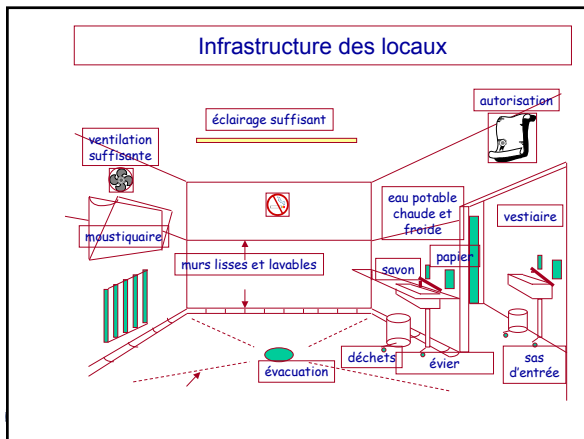 Infrastructure des locaux
autorisation
éclairage suffisant
ventilation
suffisante
eau potable
chaude et
froide
vestiaire
moustiquaire
papier
murs lisses et lavables
savon
déchets
évier
sas
d'entrée
évacuation